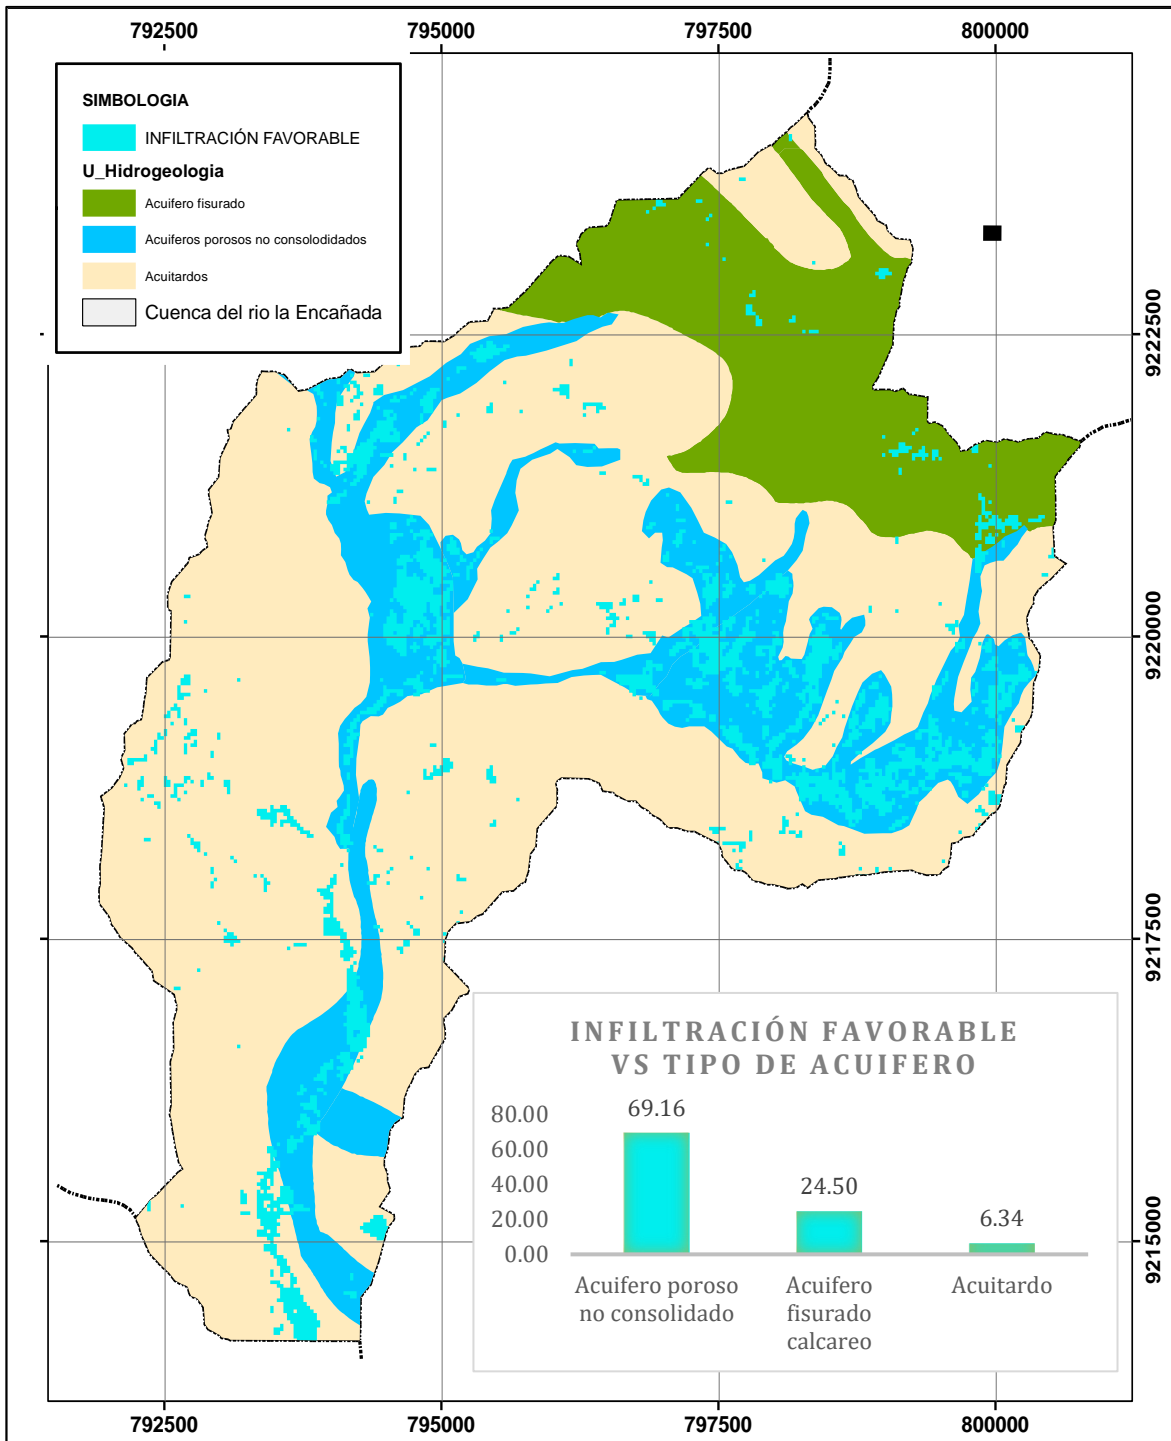 792500 795000 797500 800000
SIMBOLOGIA
INFILTRACIÓN FAVORABLE
U_Hidrogeologia
Acuifero fisurado
Acuiferos porosos no consolodidados
Acuitardos
Cuenca del rio la Encañada
9222500
9220000
9217500
9215000
INFILTRACIÓN FAVORABLE
VS TIPO DE ACUIFERO
80.00
60.00
40.00
20.00
0.00
69.16
24.50
6.34
Acuifero poroso
no consolidado
Acuifero
fisurado
calcareo
Acuitardo
792500 795000 797500 800000